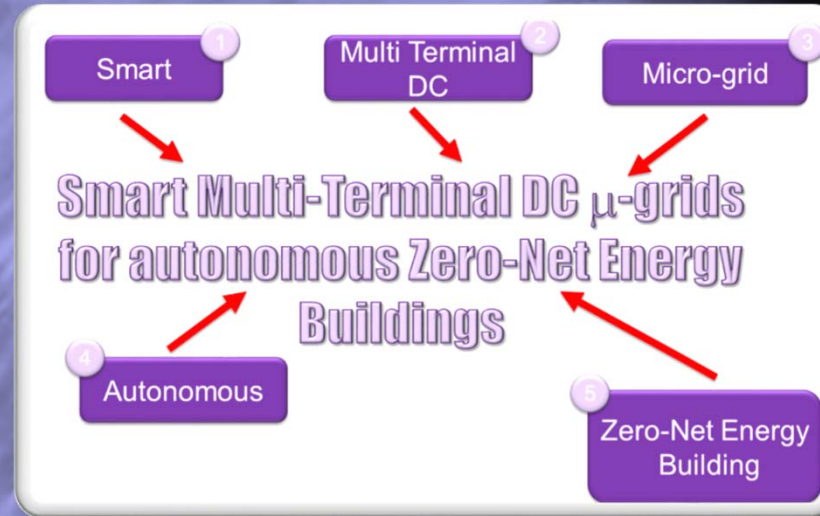 1
Smart
2
Multi Terminal
DC
3
Micro-grid
Smart Multi-Terminal DC μ-grids
for autonomous Zero-Net Energy
Buildings
4
Autonomous
5
Zero-Net Energy
Building